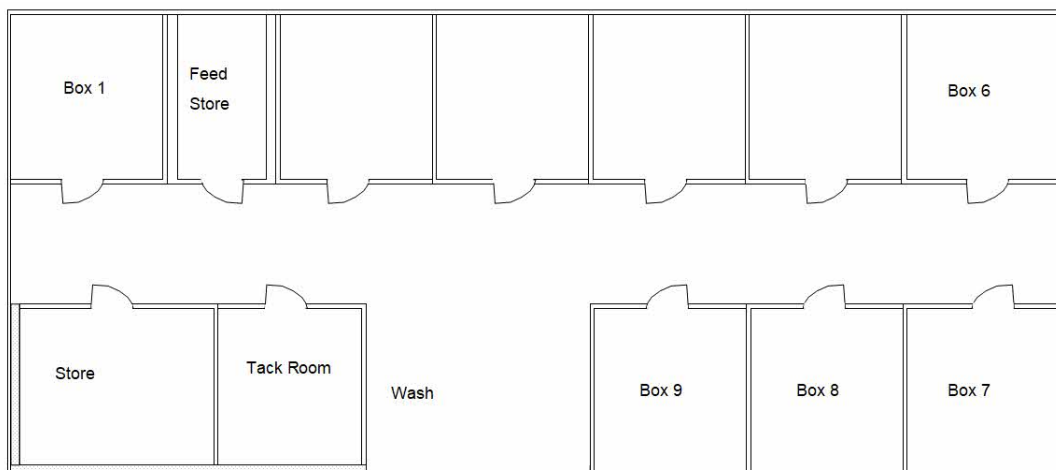 Box 1
Feed
Store
Box 6
Store
Tack Room
Wash
Box 9
Box 8
Box 7